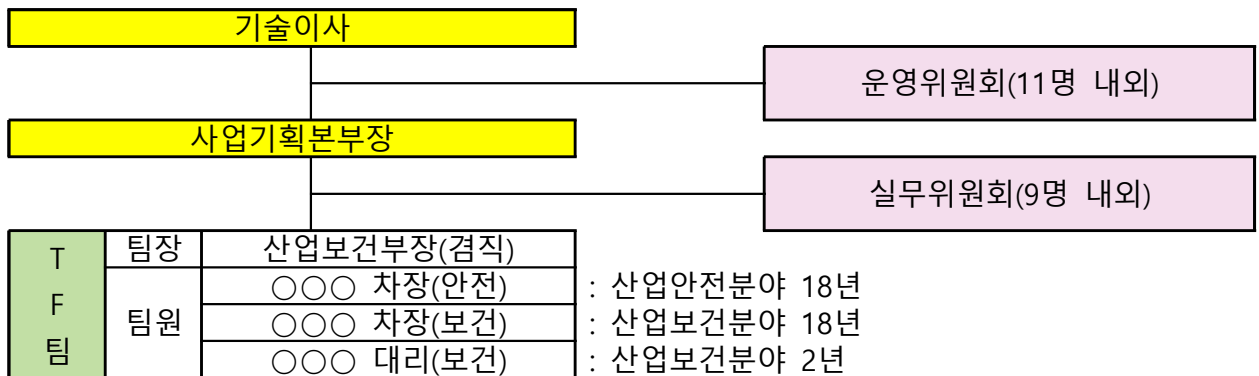 기술이사
운영위원회(11명 내외)
사업기획본부장
실무위원회(9명 내외)
T
F
팀
팀장
산업보건부장(겸직)
팀원
○○○ 차장(안전)
: 산업안전분야 18년
○○○ 차장(보건)
: 산업보건분야 18년
○○○ 대리(보건)
: 산업보건분야 2년